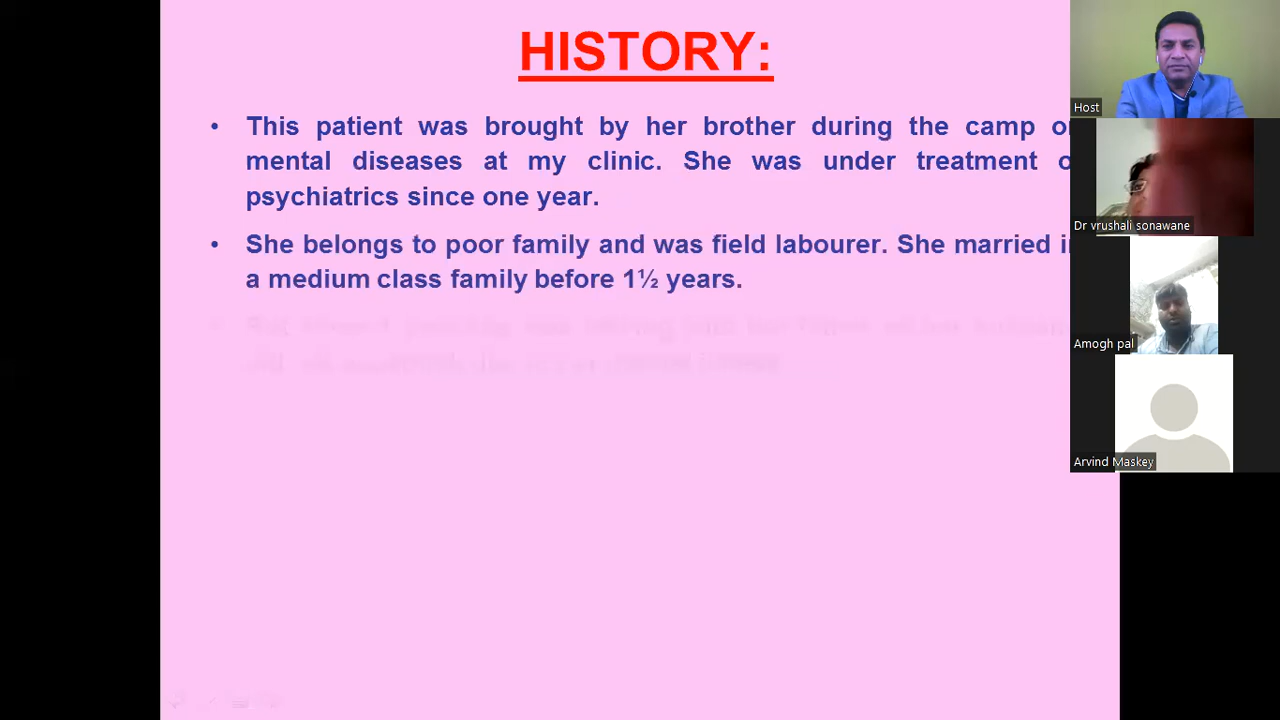 HISTORY:
• This patient was brought by her brother during the camp
mental diseases at my clinic. She was under treatment
psychiatrics since one year.
• She belongs to poor family and was field labourer. She married
a medium class family before 1½ years.
Host
Dr vrushali sonawane
Amogh pal
Arvind Maskey